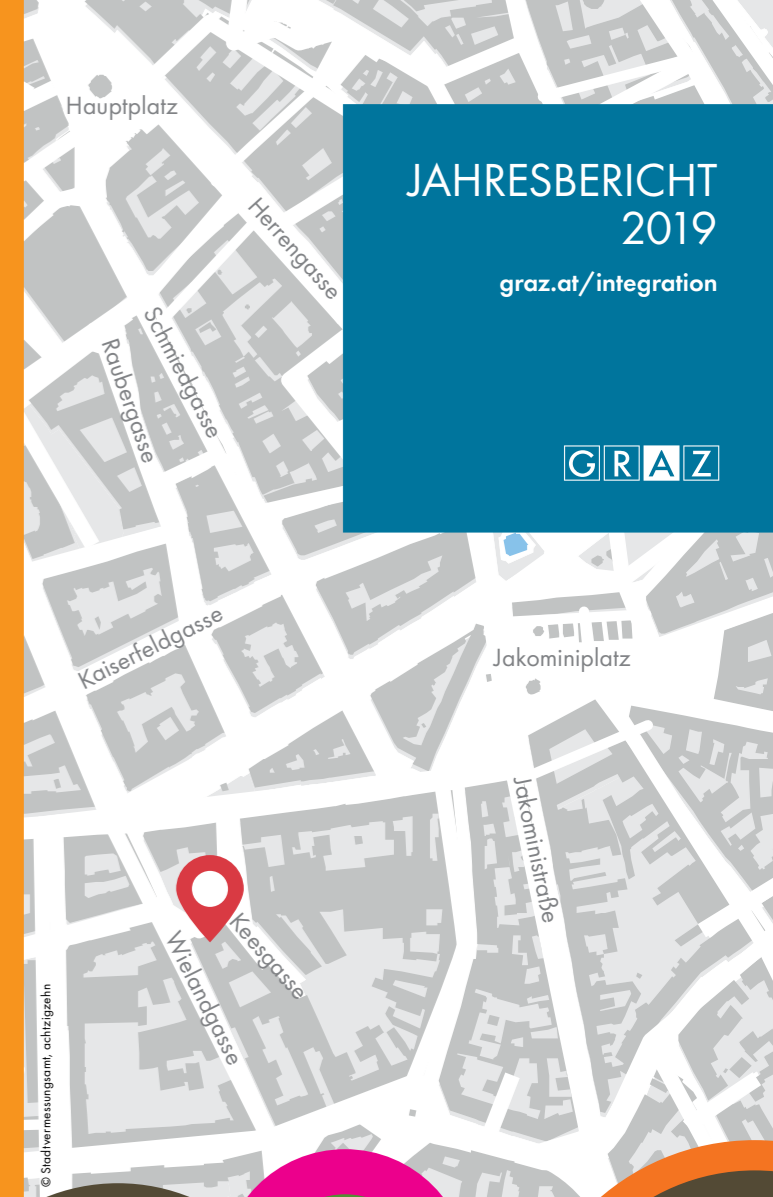 Hauptplatz
JAHRESBERICHT
2019
graz.at/integration
Herrengasse
Schmiedgasse
Raubergasse
GRAZ
Kaiserfeldgasse
Jakominiplatz
Jakoministraße
Keesgasse
Wielandgasse
© Stadtvermessungsamt, achtzigzehn